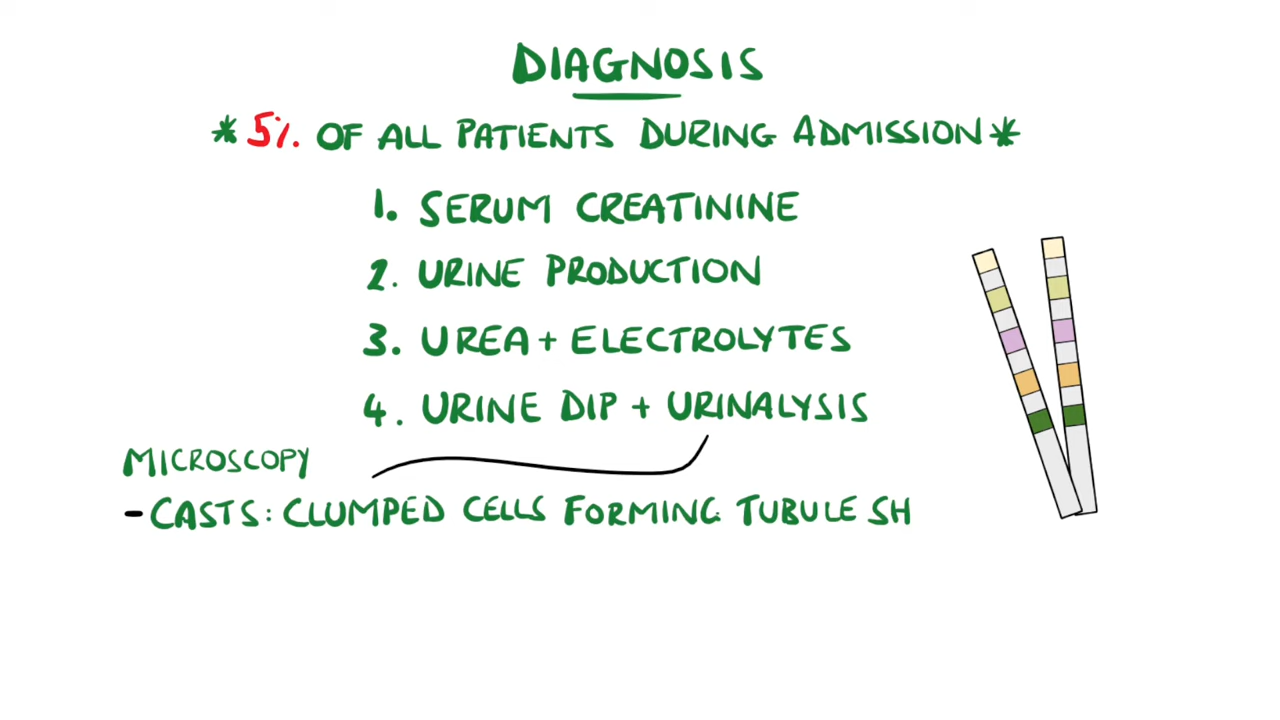 DIAGNOSIS
*5% OF ALL PATIENTS DURING ADMISSION*
1. SERUM CREATININE
2. URINE PRODUCTION
3. UREA + ELECTROLYTES
4. URINE DIP + URINALYSIS
MICROSCOPY
- CASTS: CLUMPED CELLS FORMING TUBULE SH